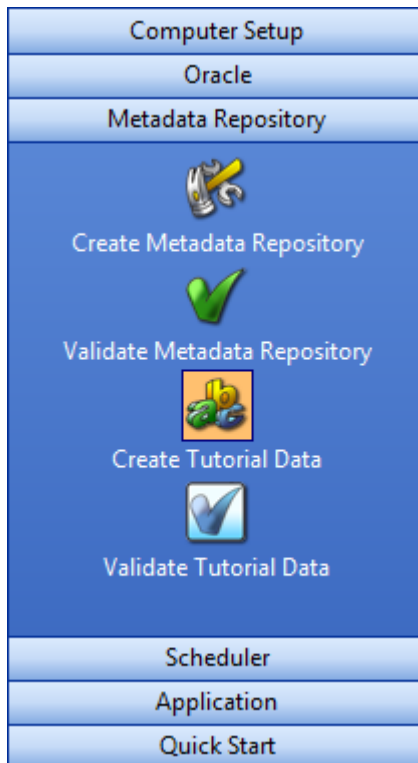 Computer Setup
Oracle
Metadata Repository
Create Metadata Repository
Validate Metadata Repository
abc
Create Tutorial Data
Validate Tutorial Data
Scheduler
Application
Quick Start